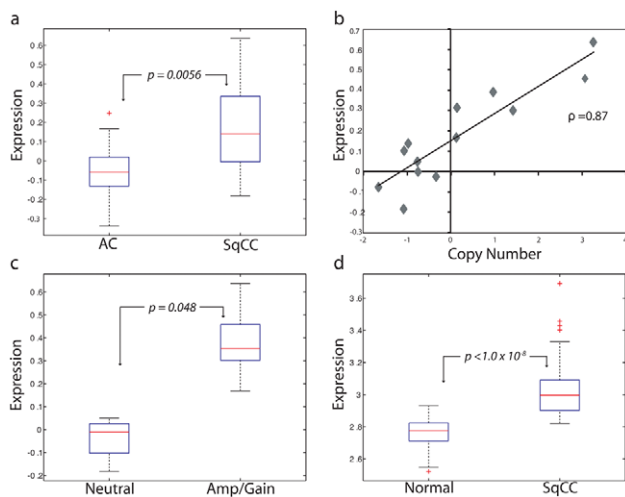 a
Expression
0.6
0.5
0.4
0.3
0.2
0.1
0
-0.1
-0.2
-0.3
p = 0.0056
AC SqCC
b
Expression
0.7
0.6
0.5
0.4
0.3
0.2
0.1
0
-0.1
-0.2
-0.3
ρ=0.87
-2 -1 0 1 2 3 4
Copy Number
c
Expression
0.6
0.5
0.4
0.3
0.2
0.1
0
-0.1
-0.2
p = 0.048
Neutral Amp/Gain
d
Expression
3.6
3.4
3.2
3
2.8
2.6
p <1.0 x 10⁻⁸
Normal SqCC